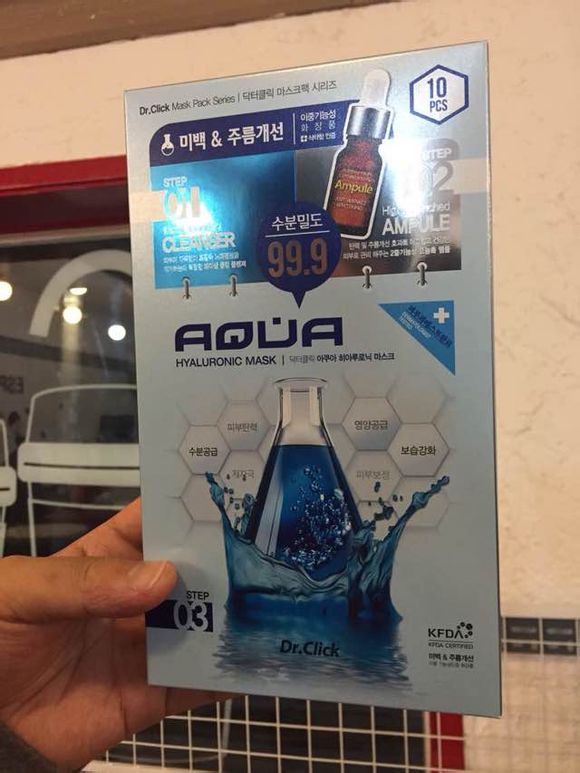 Dr.Click Mask Pack Series | 닥터클릭 마스크팩 시리즈
10
PCS
미백 & 주름개선
이중기능성
화장품
STEP
CLEANSER
Ampule
STEP
02
AMPULE
수분밀도
99.9
AQUA
HYALURONIC MASK | 닥터클릭 아쿠아 히아루로닉 마스크
피부탄력
영양공급
수분공급
보습강화
저자극
피부보정
STEP
03
Dr.Click
KFDA
KFDA CERTIFIED
미백 & 주름개선